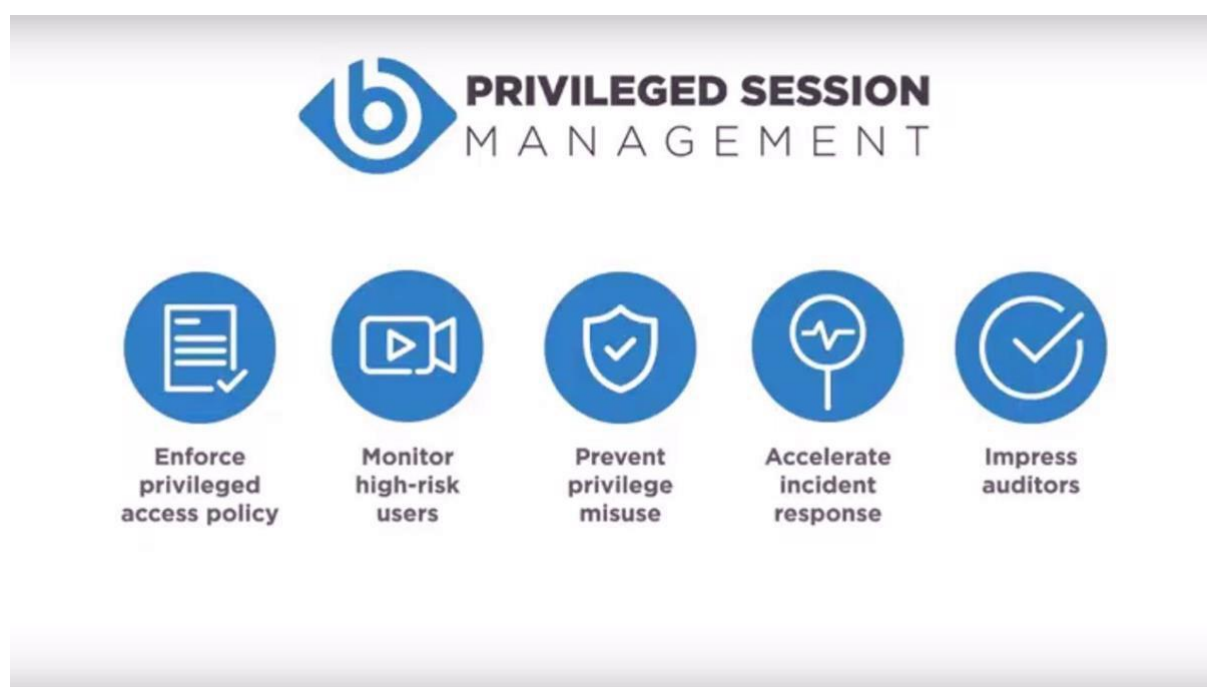 PRIVILEGED SESSION
MANAGEMENT
Enforce
privileged
access policy
Monitor
high-risk
users
Prevent
privilege
misuse
Accelerate
incident
response
Impress
auditors